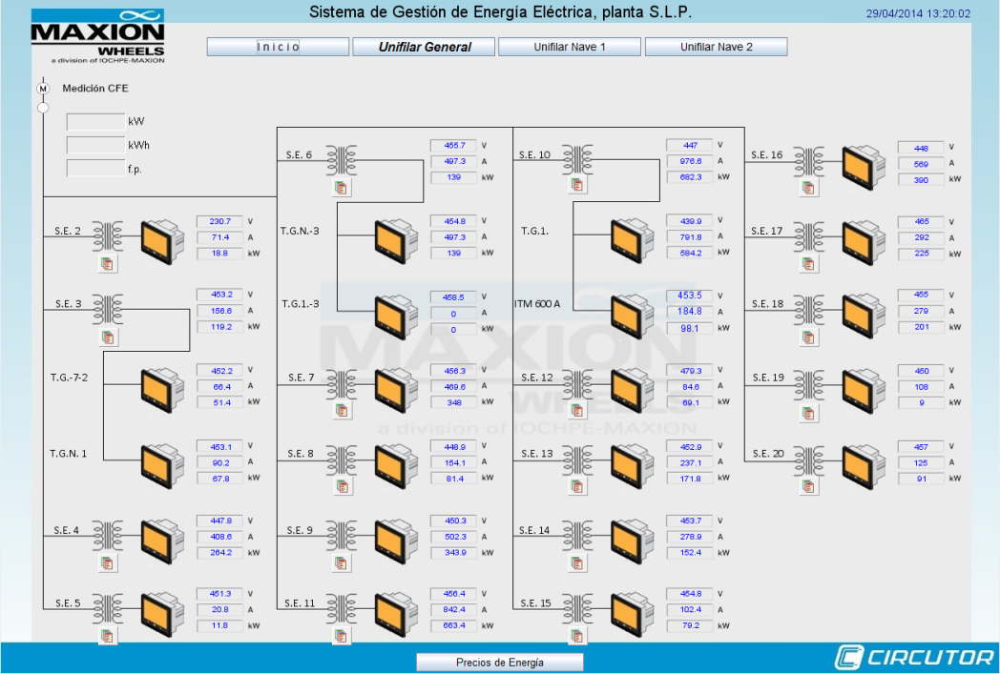 Sistema de Gestión de Energía Eléctrica, planta S.L.P.
29/04/2014 13:20:02
MAXION
WHEELS
a division of IOCHPE-MAXION
Inicio
Unifilar General
Unifilar Nave 1
Unifilar Nave 2
M
Medición CFE
kW
kWh
f.p.
S.E. 2
230.7 V
71.4 A
18.8 kW
S.E. 3
453.2 V
156.6 A
119.2 kW
T.G.-7-2
452.2 V
66.4 A
51.4 kW
T.G.N. 1
453.1 V
90.2 A
67.8 kW
S.E. 4
447.8 V
408.6 A
264.2 kW
S.E. 5
451.3 V
20.8 A
11.8 kW
S.E. 6
455.7 V
497.3 A
139 kW
T.G.N.-3
454.8 V
497.3 A
139 kW
T.G.1.-3
458.5 V
0 A
0 kW
S.E. 7
456.3 V
469.6 A
348 kW
S.E. 8
448.9 V
154.1 A
81.4 kW
S.E. 9
450.3 V
502.3 A
343.9 kW
S.E. 11
456.4 V
842.4 A
663.4 kW
S.E. 10
447 V
976.6 A
682.3 kW
T.G.1.
439.9 V
791.8 A
584.2 kW
ITM 600 A
453.5 V
184.8 A
98.1 kW
S.E. 12
479.3 V
84.6 A
69.1 kW
S.E. 13
452.9 V
237.1 A
171.8 kW
S.E. 14
453.7 V
278.9 A
152.4 kW
S.E. 15
454.8 V
102.4 A
79.2 kW
S.E. 16
448 V
569 A
390 kW
S.E. 17
465 V
292 A
225 kW
S.E. 18
455 V
279 A
201 kW
S.E. 19
450 V
108 A
9 kW
S.E. 20
457 V
125 A
91 kW
MAXION
WHEELS
a division of IOCHPE-MAXION
Precios de Energía
CIRCUTOR